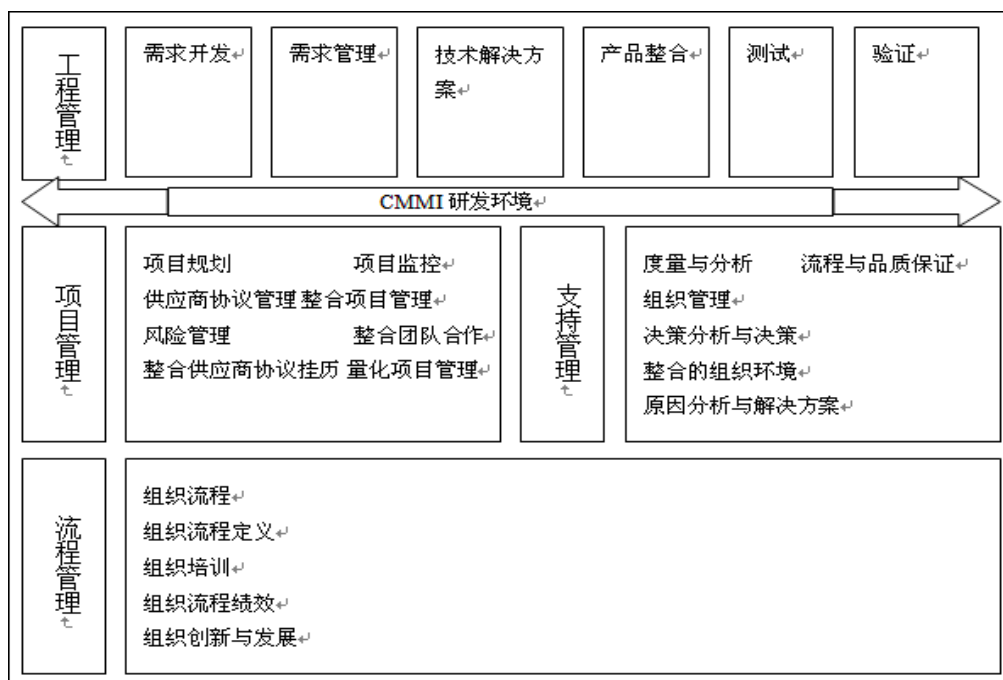 工程管理
需求开发
需求管理
技术解决方
案
产品整合
测试
验证
CMMI 研发环境
项目管理
项目规划 项目监控
供应商协议管理 整合项目管理
风险管理 整合团队合作
整合供应商协议挂历 量化项目管理
支持管理
度量与分析 流程与品质保证
组织管理
决策分析与决策
整合的组织环境
原因分析与解决方案
流程管理
组织流程
组织流程定义
组织培训
组织流程绩效
组织创新与发展